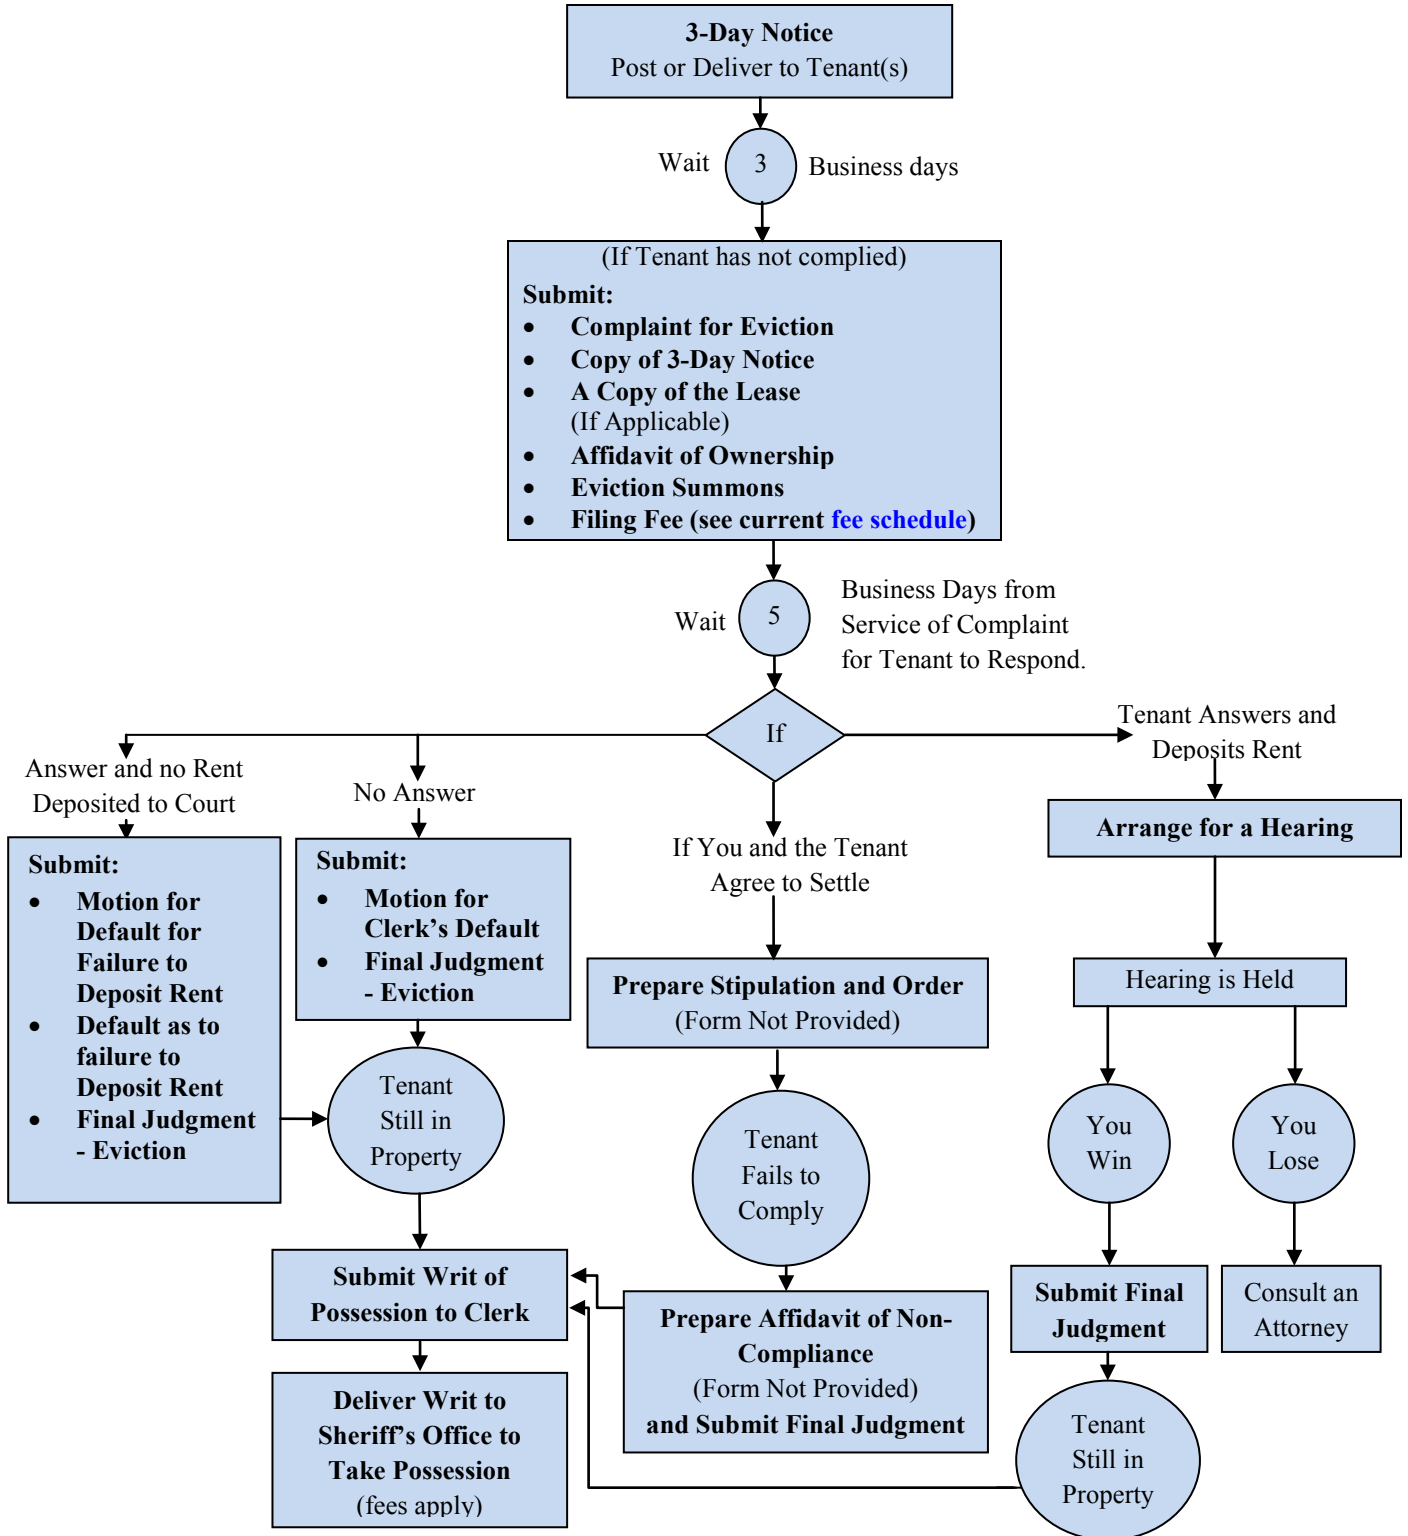 3-Day Notice
Post or Deliver to Tenant(s)
Wait 3 Business days
(If Tenant has not complied)
Submit:
• Complaint for Eviction
• Copy of 3-Day Notice
• A Copy of the Lease
(If Applicable)
• Affidavit of Ownership
• Eviction Summons
• Filing Fee (see current fee schedule)
Wait 5
Business Days from
Service of Complaint
for Tenant to Respond.
If
Answer and no Rent
Deposited to Court
Submit:
• Motion for
Default for
Failure to
Deposit Rent
• Default as to
failure to
Deposit Rent
• Final Judgment
- Eviction
No Answer
Submit:
• Motion for
Clerk’s Default
• Final Judgment
- Eviction
Tenant
Still in
Property
Submit Writ of
Possession to Clerk
Deliver Writ to
Sheriff’s Office to
Take Possession
(fees apply)
If You and the Tenant
Agree to Settle
Prepare Stipulation and Order
(Form Not Provided)
Tenant
Fails to
Comply
Prepare Affidavit of Non-
Compliance
(Form Not Provided)
and Submit Final Judgment
Tenant Answers and
Deposits Rent
Arrange for a Hearing
Hearing is Held
You
Win
Submit Final
Judgment
Tenant
Still in
Property
You
Lose
Consult an
Attorney